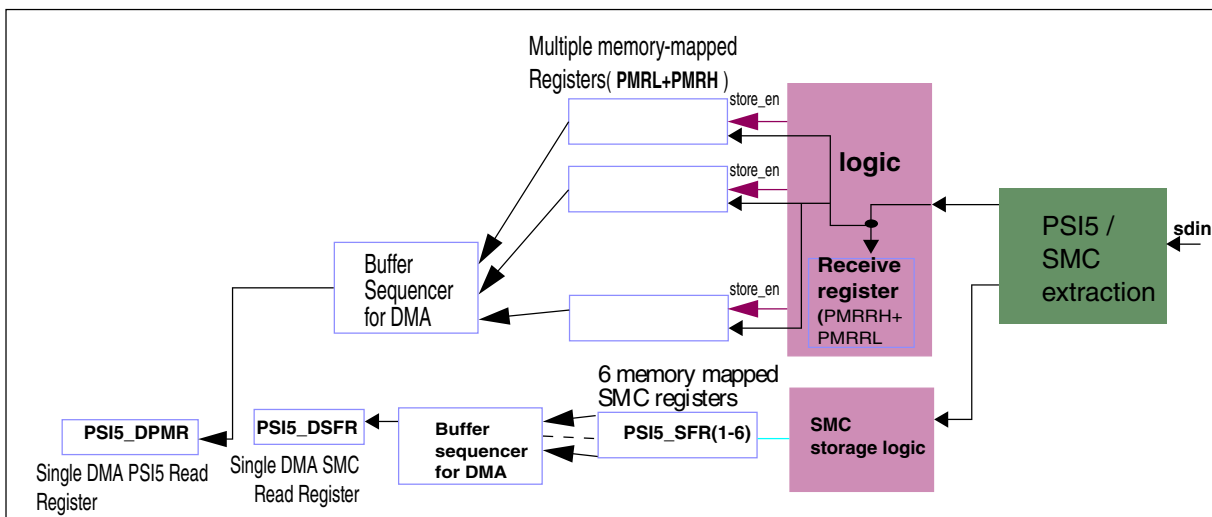 Multiple memory-mapped
Registers( PMRL+PMRH )
store_en
logic
store_en
PSI5 /
SMC
extraction
sdin
Buffer
Sequencer
for DMA
Receive
register
(PMRRH+
PMRRL
store_en
6 memory mapped
SMC registers
PSI5_DPMR
PSI5_DSFR
Buffer
sequencer
for DMA
PSI5_SFR(1-6)
SMC
storage logic
Single DMA PSI5 Read
Register
Single DMA SMC
Read Register